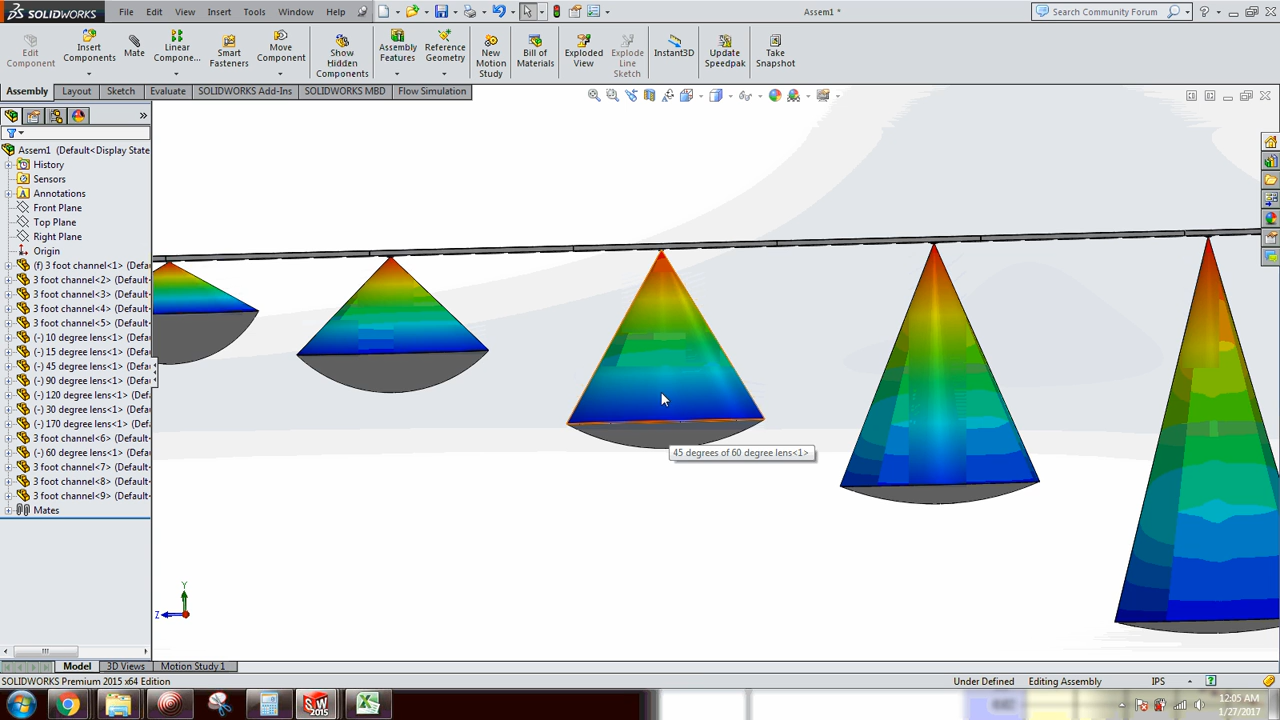 SOLIDWORKS File Edit View Insert Tools Window Help Assem1 * Search Community Forum
Edit Component Insert Components Mate Linear Compone... Smart Fasteners Move Component Show Hidden Components Assembly Features Reference Geometry New Motion Study Bill of Materials Exploded View Explode Line Sketch Instant3D Update Speedpak Take Snapshot
Assembly Layout Sketch Evaluate SOLIDWORKS Add-Ins SOLIDWORKS MBD Flow Simulation
Assem1 (Default<Display State
History
Sensors
Annotations
Front Plane
Top Plane
Right Plane
Origin
(f) 3 foot channel<1> (Defau
3 foot channel<2> (Default-
3 foot channel<3> (Default-
3 foot channel<4> (Default-
3 foot channel<5> (Default-
(-) 10 degree lens<1> (Defau
(-) 15 degree lens<1> (Defau
(-) 45 degree lens<1> (Defau
(-) 90 degree lens<1> (Defau
(-) 120 degree lens<1> (Defa
(-) 30 degree lens<1> (Defau
(-) 170 degree lens<1> (Defa
3 foot channel<6> (Default-
(-) 60 degree lens<1> (Defau
3 foot channel<7> (Default-
3 foot channel<8> (Default-
3 foot channel<9> (Default-
Mates
45 degrees of 60 degree lens<1>
Y
Z
Model 3D Views Motion Study 1
SOLIDWORKS Premium 2015 x64 Edition Under Defined Editing Assembly IPS
SW 2015
12:05 AM
1/27/2017